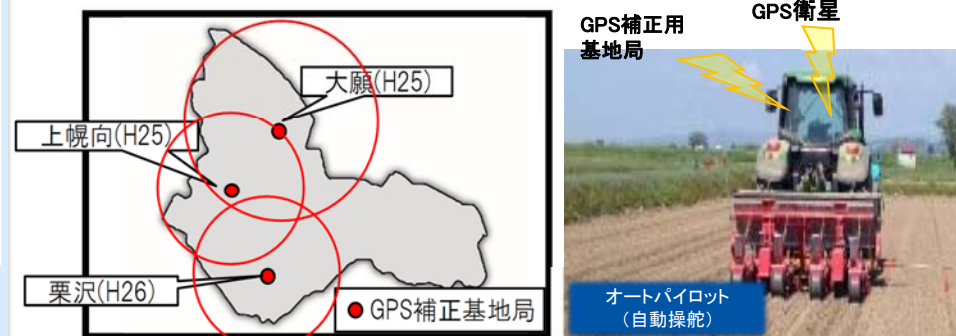 大願(H25)
上幌向(H25)
栗沢(H26)
GPS補正基地局
GPS補正用
基地局
GPS衛星
オートパイロット
(自動操舵)